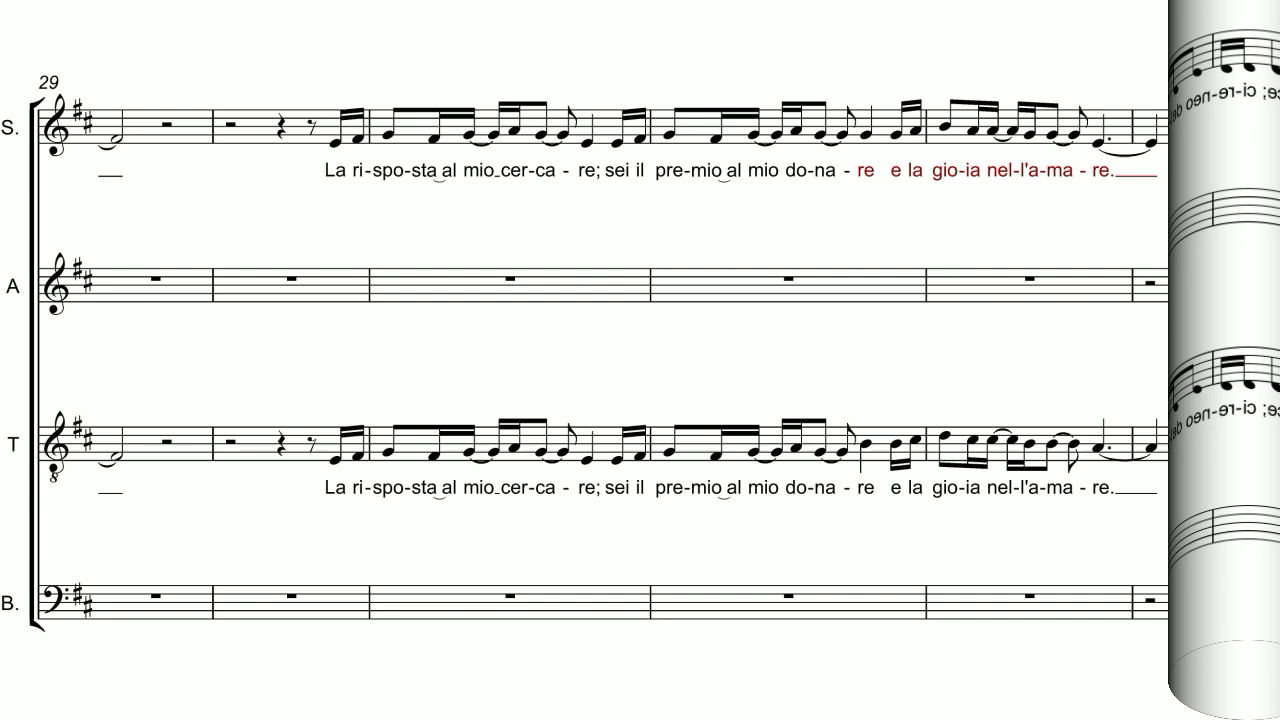 29
S.
La ri-spo-sta al mio cer-ca - re; sei il pre-mio al mio do-na - re e la gio-ia nel-l'a-ma - re.
A
T
La ri-spo-sta al mio cer-ca - re; sei il pre-mio al mio do-na - re e la gio-ia nel-l'a-ma - re.
B.